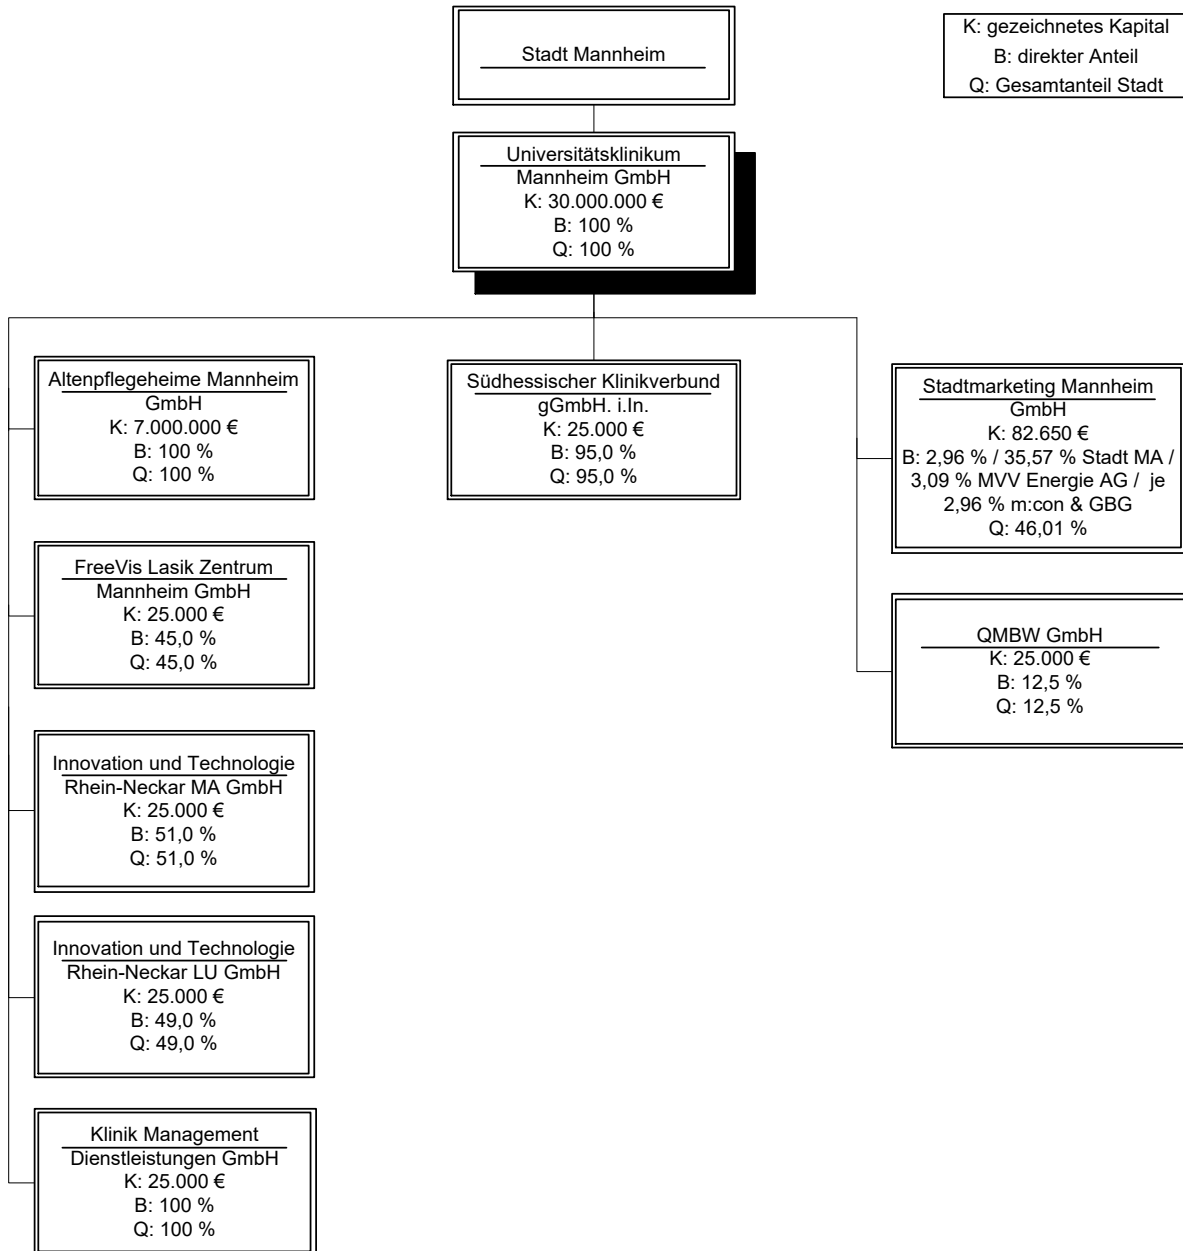 Stadt Mannheim
K: gezeichnetes Kapital
B: direkter Anteil
Q: Gesamtanteil Stadt
Universitätsklinikum
Mannheim GmbH
K: 30.000.000 €
B: 100 %
Q: 100 %
Altenpflegeheime Mannheim
GmbH
K: 7.000.000 €
B: 100 %
Q: 100 %
FreeVis Lasik Zentrum
Mannheim GmbH
K: 25.000 €
B: 45,0 %
Q: 45,0 %
Innovation und Technologie
Rhein-Neckar MA GmbH
K: 25.000 €
B: 51,0 %
Q: 51,0 %
Innovation und Technologie
Rhein-Neckar LU GmbH
K: 25.000 €
B: 49,0 %
Q: 49,0 %
Klinik Management
Dienstleistungen GmbH
K: 25.000 €
B: 100 %
Q: 100 %
Südhessischer Klinikverbund
gGmbH. i.In.
K: 25.000 €
B: 95,0 %
Q: 95,0 %
Stadtmarketing Mannheim
GmbH
K: 82.650 €
B: 2,96 % / 35,57 % Stadt MA /
3,09 % MVV Energie AG / je
2,96 % m:con & GBG
Q: 46,01 %
QMBW GmbH
K: 25.000 €
B: 12,5 %
Q: 12,5 %